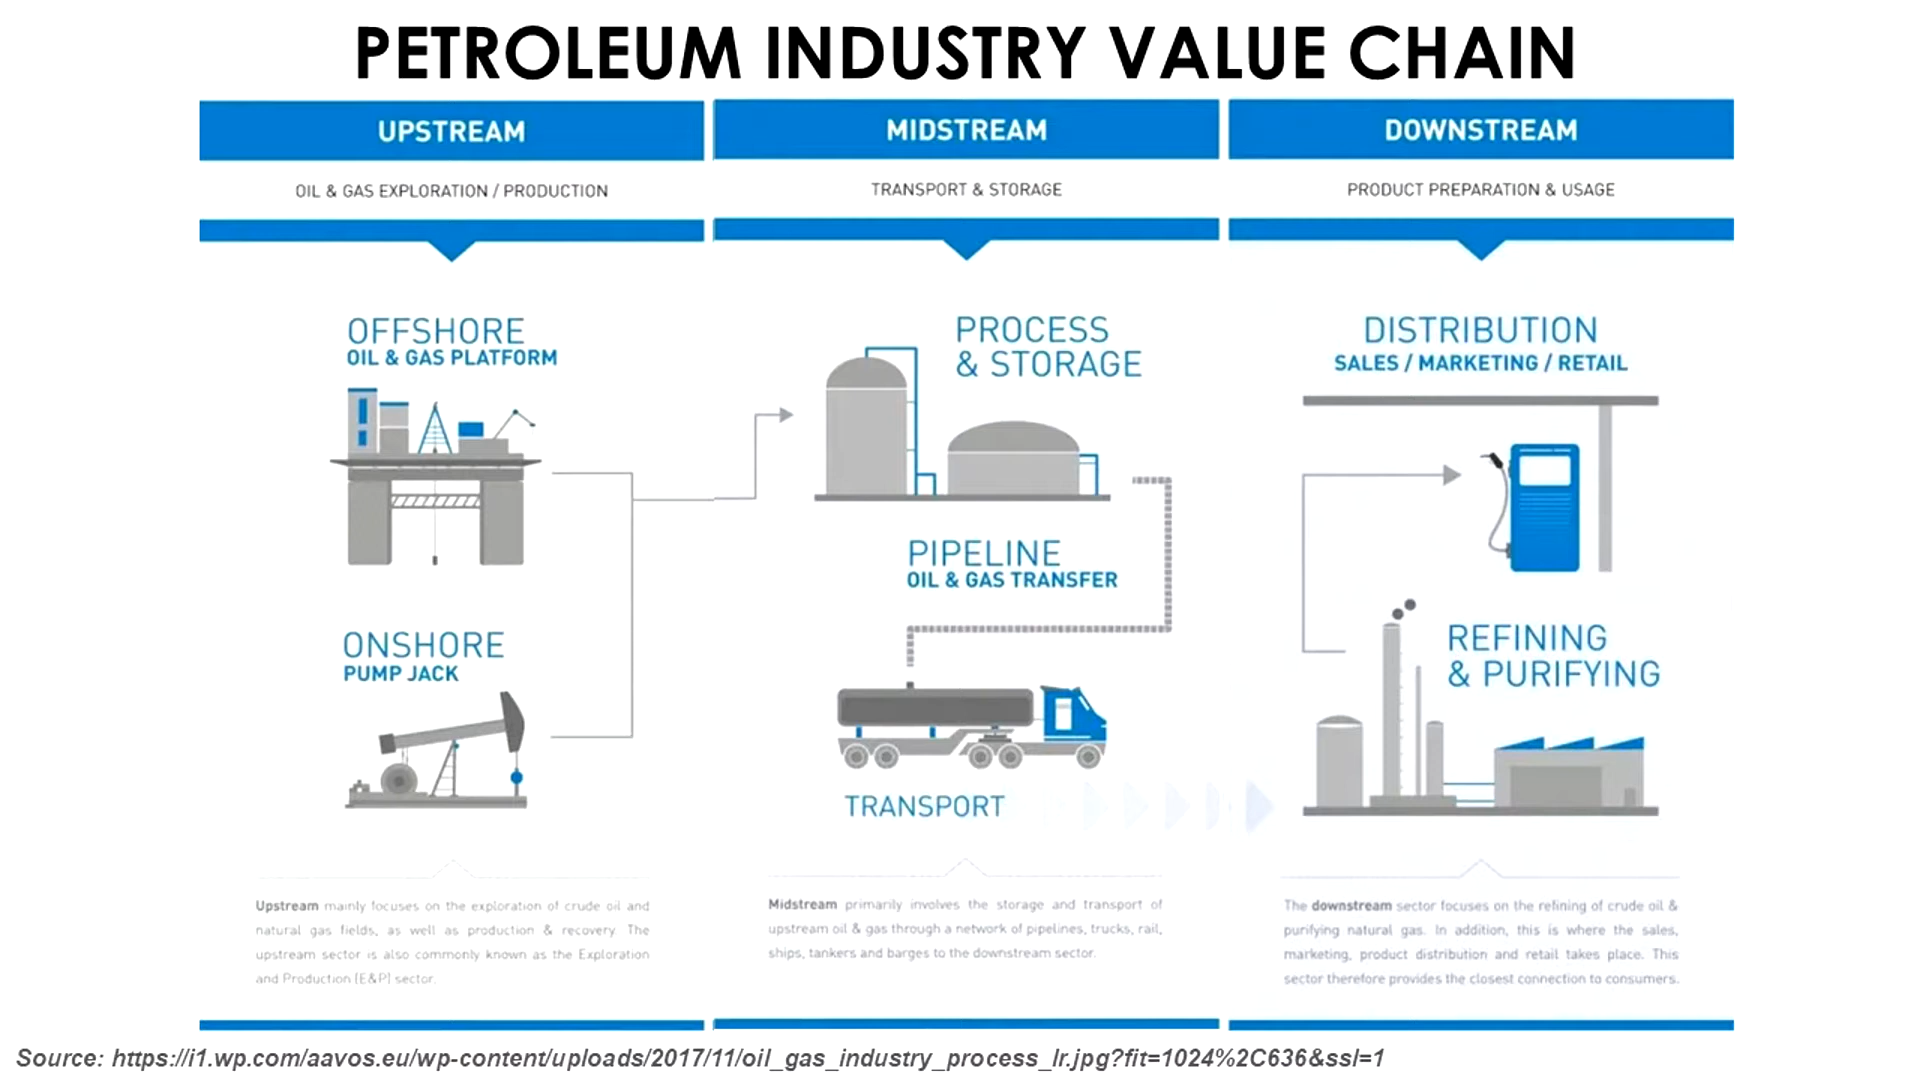 PETROLEUM INDUSTRY VALUE CHAIN
UPSTREAM
OIL & GAS EXPLORATION / PRODUCTION
OFFSHORE
OIL & GAS PLATFORM
ONSHORE
PUMP JACK
Upstream mainly focuses on the exploration of crude oil and
natural gas fields, as well as production & recovery. The
upstream sector is also commonly known as the Exploration
and Production (E&P) sector.
MIDSTREAM
TRANSPORT & STORAGE
PROCESS
& STORAGE
PIPELINE
OIL & GAS TRANSFER
TRANSPORT
Midstream primarily involves the storage and transport of
upstream oil & gas through a network of pipelines, trucks, rail,
ships, tankers and barges to the downstream sector.
DOWNSTREAM
PRODUCT PREPARATION & USAGE
DISTRIBUTION
SALES / MARKETING / RETAIL
REFINING
& PURIFYING
The downstream sector focuses on the refining of crude oil &
purifying natural gas. In addition, this is where the sales,
marketing, product distribution and retail takes place. This
sector therefore provides the closest connection to consumers.
Source: https://i1.wp.com/aavos.eu/wp-content/uploads/2017/11/oil_gas_industry_process_lr.jpg?fit=1024%2C636&ssl=1